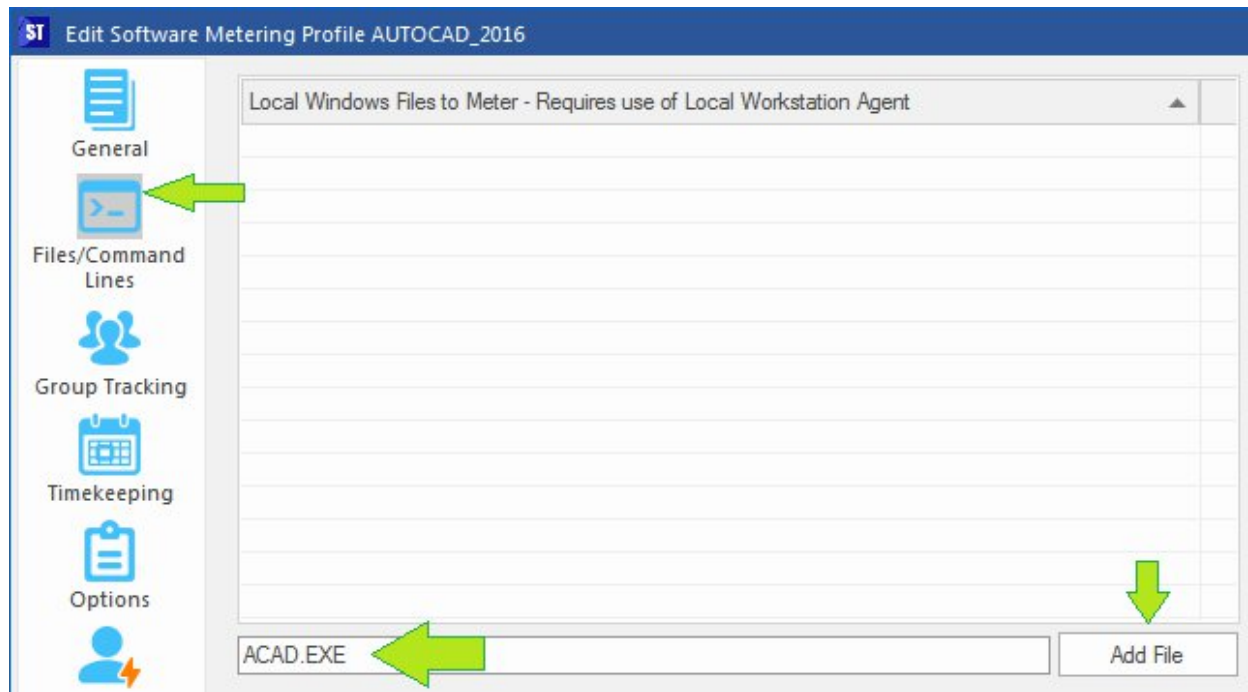 ST Edit Software Metering Profile AUTOCAD_2016
Local Windows Files to Meter - Requires use of Local Workstation Agent
General
>_
Files/Command
Lines
Group Tracking
Timekeeping
Options
ACAD.EXE
Add File